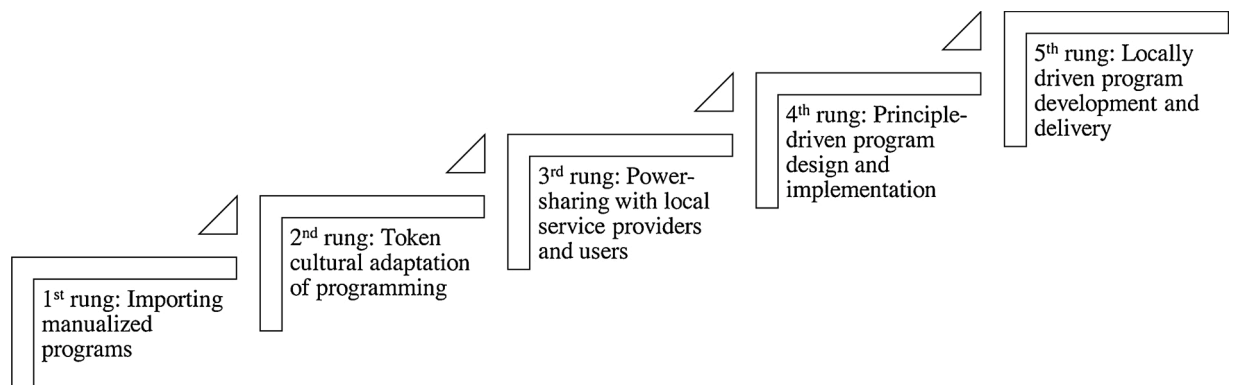 1st rung: Importing
manualized
programs
2nd rung: Token
cultural adaptation
of programming
3rd rung: Power-
sharing with local
service providers
and users
4th rung: Principle-
driven program
design and
implementation
5th rung: Locally
driven program
development and
delivery